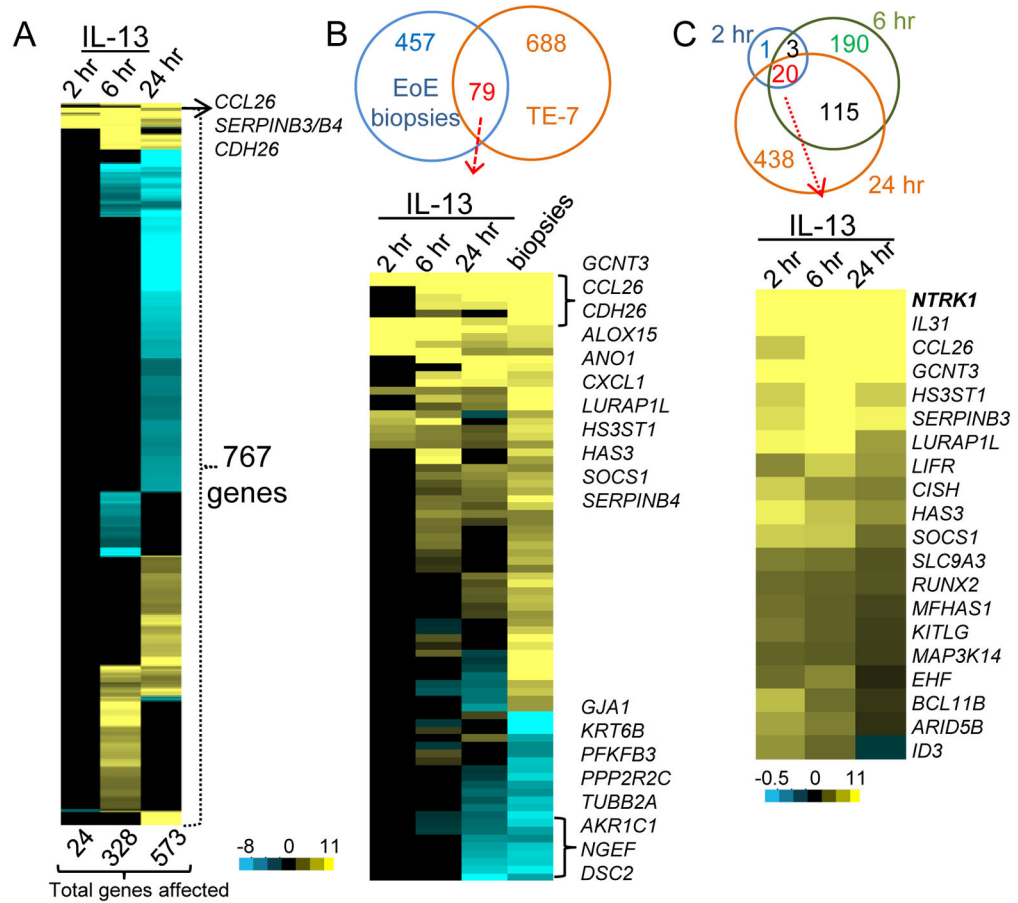 A
IL-13
2 hr
6 hr
24 hr
CCL26
SERPINB3/B4
CDH26
767
genes
24
328
573
Total genes affected
-8 0 11
B
457
688
79
EoE
biopsies
TE-7
IL-13
2 hr
6 hr
24 hr
biopsies
GCNT3
CCL26
CDH26
ALOX15
ANO1
CXCL1
LURAP1L
HS3ST1
HAS3
SOCS1
SERPINB4
GJA1
KRT6B
PFKFB3
PPP2R2C
TUBB2A
AKR1C1
NGEF
DSC2
C
2 hr
6 hr
1
3
190
20
115
438
24 hr
IL-13
2 hr
6 hr
24 hr
NTRK1
IL31
CCL26
GCNT3
HS3ST1
SERPINB3
LURAP1L
LIFR
CISH
HAS3
SOCS1
SLC9A3
RUNX2
MFHAS1
KITLG
MAP3K14
EHF
BCL11B
ARID5B
ID3
-0.5 0 11